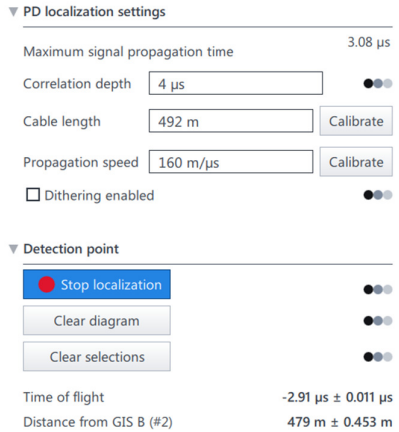 PD localization settings
Maximum signal propagation time 3.08 µs
Correlation depth 4 µs
Cable length 492 m Calibrate
Propagation speed 160 m/µs Calibrate
Dithering enabled
Detection point
Stop localization
Clear diagram
Clear selections
Time of flight -2.91 µs ± 0.011 µs
Distance from GIS B (#2) 479 m ± 0.453 m